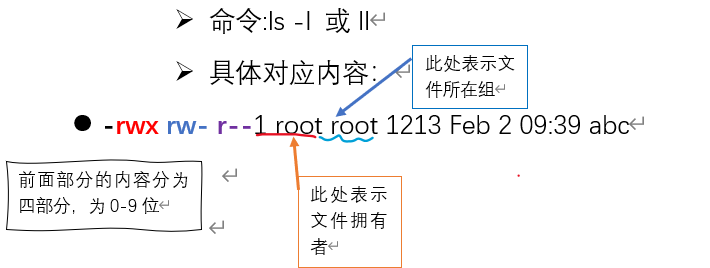 ➢ 命令:ls -l 或 ll
➢ 具体对应内容：
此处表示文
件所在组
● -rwx rw- r--1 root root 1213 Feb 2 09:39 abc
前面部分的内容分为
四部分，为 0-9 位
此处表示
文件拥有
者